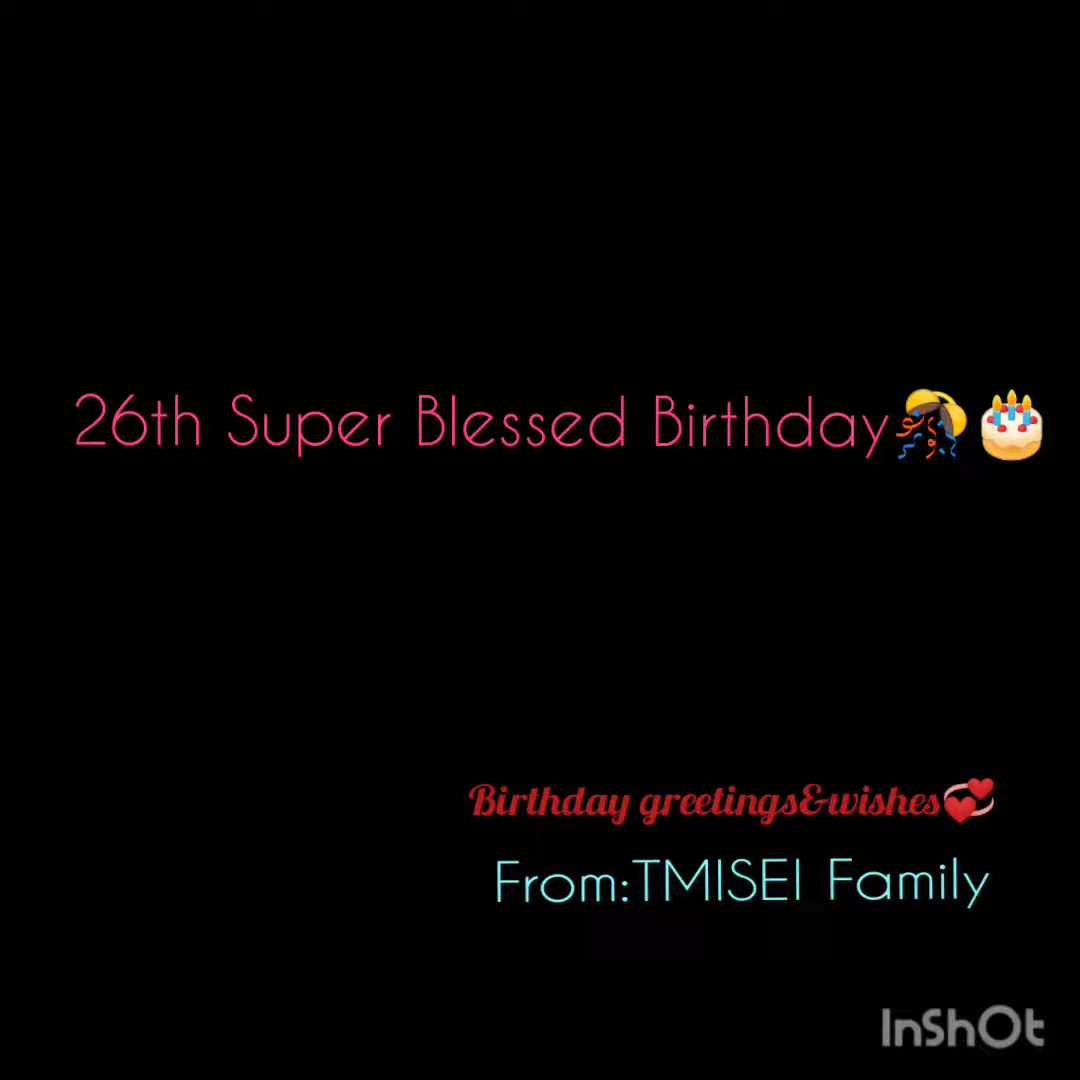 26th Super Blessed Birthday🎊🎂
Birthday greetings&wishes💞
From:TMISEI Family
InShOt